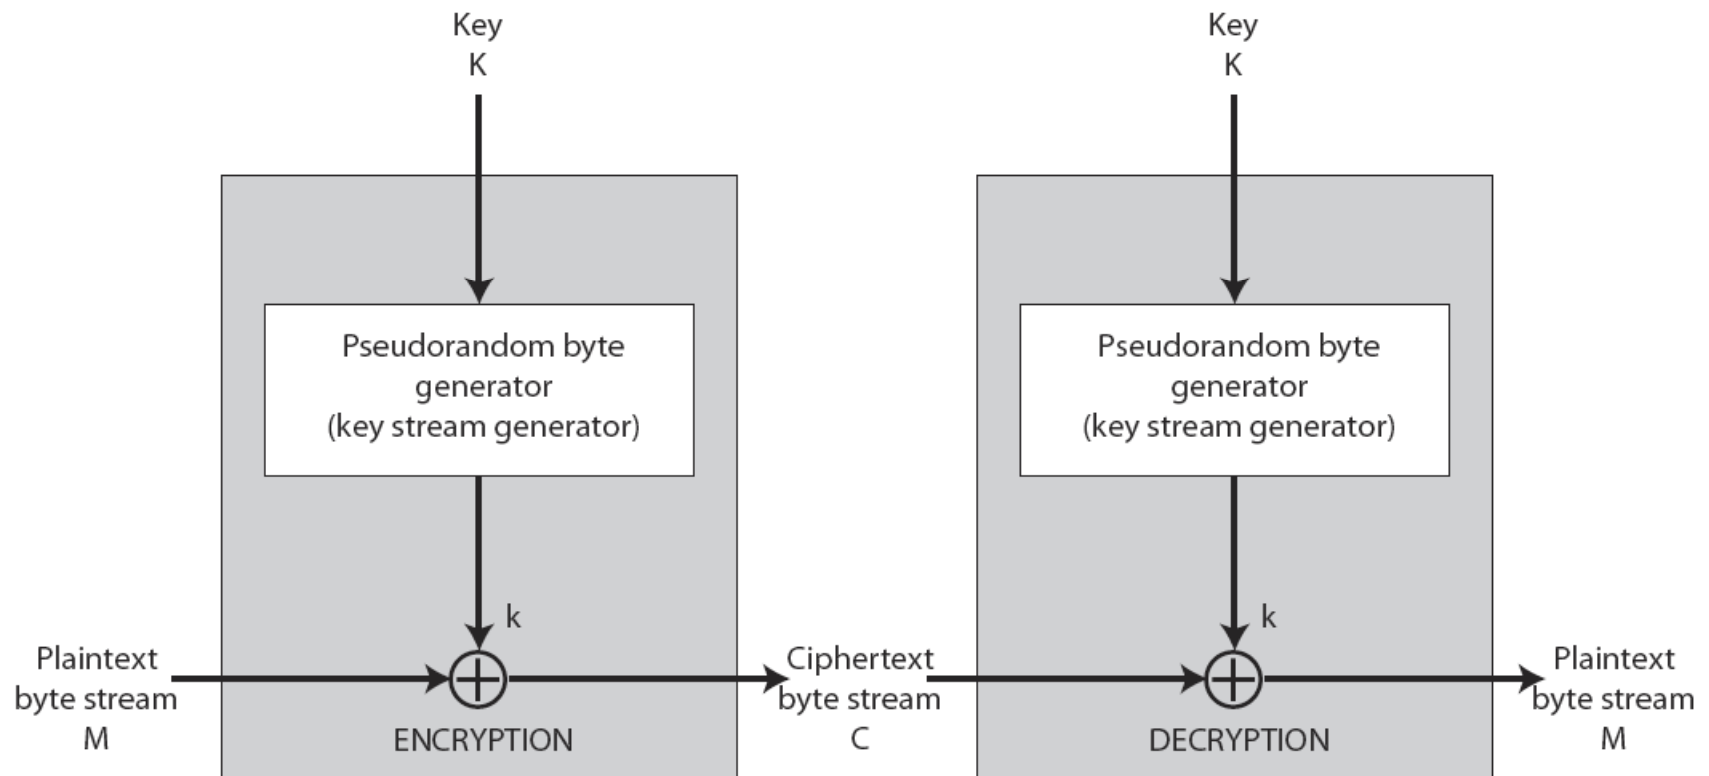 Key
K
Key
K
Pseudorandom byte
generator
(key stream generator)
Pseudorandom byte
generator
(key stream generator)
k
k
Plaintext
byte stream
M
ENCRYPTION
Ciphertext
byte stream
C
DECRYPTION
Plaintext
byte stream
M